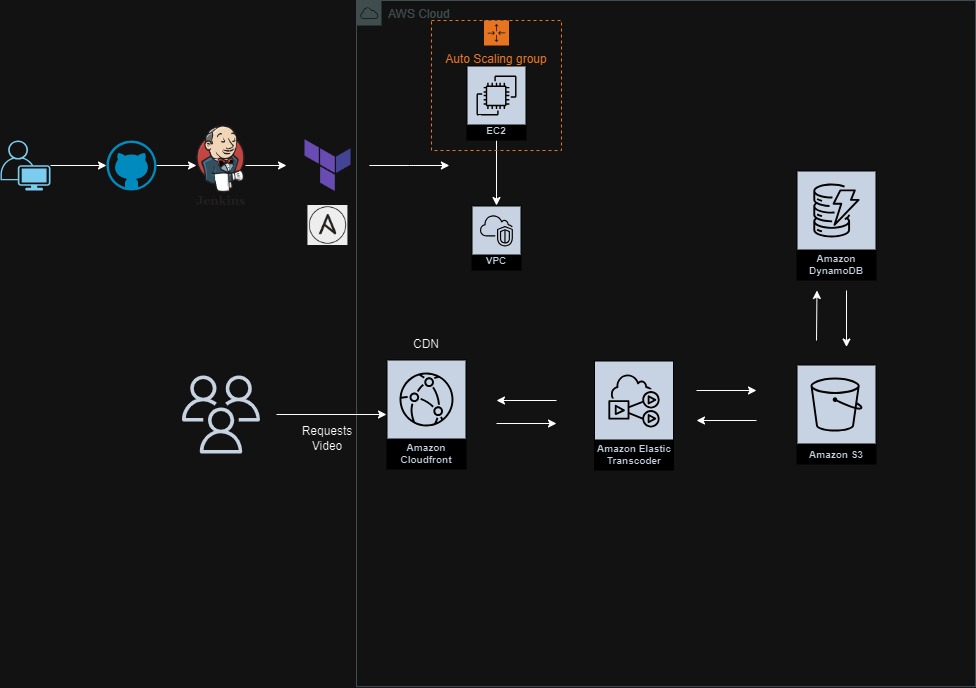 AWS Cloud
Auto Scaling group
EC2
Jenkins
VPC
Amazon
DynamoDB
CDN
Requests
Video
Amazon
Cloudfront
Amazon Elastic
Transcoder
Amazon S3